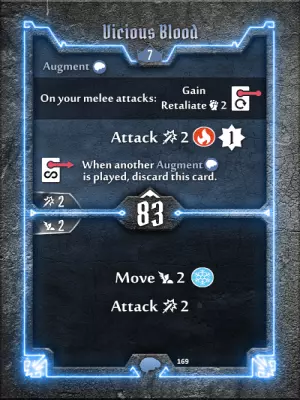 Vicious Blood
7
Augment
On your melee attacks: Gain
Retaliate 2
Attack 2 1
When another Augment
is played, discard this card.
2
83
2
Move 2
Attack 2
169